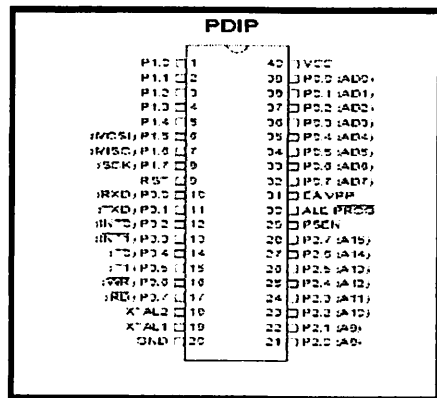 PDIP
P1.0 1 40 VCC
P1.1 2 39 P0.0 (AD0)
P1.2 3 38 P0.1 (AD1)
P1.3 4 37 P0.2 (AD2)
P1.4 5 36 P0.3 (AD3)
(MOSI) P1.5 6 35 P0.4 (AD4)
(MISO) P1.6 7 34 P0.5 (AD5)
(SCK) P1.7 8 33 P0.6 (AD6)
RST 9 32 P0.7 (AD7)
(RXD) P3.0 10 31 EA/VPP
(TXD) P3.1 11 30 ALE/PROG
(INT0) P3.2 12 29 PSEN
(INT1) P3.3 13 28 P2.7 (A15)
(T0) P3.4 14 27 P2.6 (A14)
(T1) P3.5 15 26 P2.5 (A13)
(WR) P3.6 16 25 P2.4 (A12)
(RD) P3.7 17 24 P2.3 (A11)
XTAL2 18 23 P2.2 (A10)
XTAL1 19 22 P2.1 (A9)
GND 20 21 P2.0 (A8)